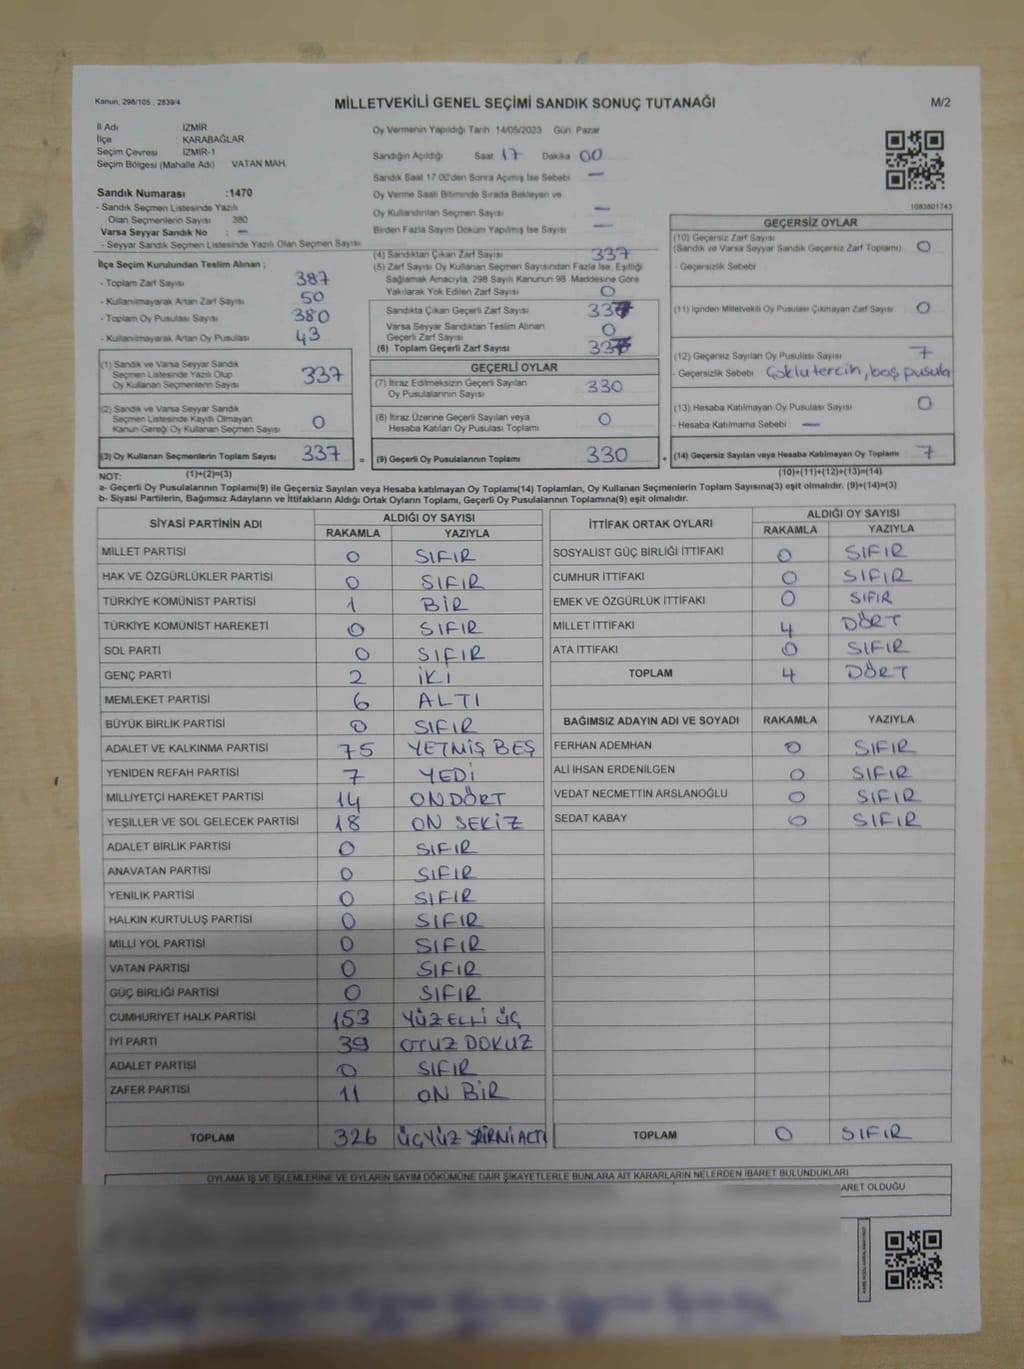 Kanun, 298/105 , 2839/4
MİLLETVEKİLİ GENEL SEÇİMİ SANDIK SONUÇ TUTANAĞI
M/2
İl Adı : İZMİR
İlçe : KARABAĞLAR
Seçim Çevresi : İZMİR-1
Seçim Bölgesi (Mahalle Adı) : VATAN MAH.
Sandık Numarası :1470
- Sandık Seçmen Listesinde Yazılı
Olan Seçmenlerin Sayısı : 380
Varsa Seyyar Sandık No : –
- Seyyar Sandık Seçmen Listesinde Yazılı Olan Seçmen Sayısı
Oy Vermenin Yapıldığı Tarih 14/05/2023 Gün Pazar
Sandığın Açıldığı Saat 17 Dakika 00
Sandık Saat 17:00'den Sonra Açımış İse Sebebi –
Oy Verme Saati Bitiminde Sırada Bekleyen ve
Oy Kullandırılan Seçmen Sayısı –
Birden Fazla Sayım Döküm Yapılmış İse Sayısı –
1083801743
İlçe Seçim Kurulundan Teslim Alınan ;
- Toplam Zarf Sayısı 387
- Kullanılmayarak Artan Zarf Sayısı 50
- Toplam Oy Pusulası Sayısı 380
- Kullanılmayarak Artan Oy Pusulası 43
(1) Sandık ve Varsa Seyyar Sandık
Seçmen Listesinde Yazılı Olup
Oy Kullanan Seçmenlerin Sayısı 337
(2) Sandık ve Varsa Seyyar Sandık
Seçmen Listesinde Kayıtlı Olmayan
Kanun Gereği Oy Kullanan Seçmen Sayısı 0
(3) Oy Kullanan Seçmenlerin Toplam Sayısı 337
(4) Sandıktan Çıkan Zarf Sayısı 337
(5) Zarf Sayısı Oy Kullanan Seçmen Sayısından Fazla İse, Eşitliği
Sağlamak Amacıyla, 298 Sayılı Kanunun 98. Maddesine Göre
Yakılarak Yok Edilen Zarf Sayısı 0
Sandıkta Çıkan Geçerli Zarf Sayısı 337
Varsa Seyyar Sandıktan Teslim Alınan
Geçerli Zarf Sayısı 0
(6) Toplam Geçerli Zarf Sayısı 337
GEÇERLİ OYLAR
(7) İtiraz Edilmeksizin Geçerli Sayılan
Oy Pusulalarının Sayısı 330
(8) İtiraz Üzerine Geçerli Sayılan veya
Hesaba Katılan Oy Pusulası Toplamı 0
= (9) Geçerli Oy Pusulalarının Toplamı 330 +
GEÇERSİZ OYLAR
(10) Geçersiz Zarf Sayısı
(Sandık ve Varsa Seyyar Sandık Geçersiz Zarf Toplamı) 0
- Geçersizlik Sebebi
(11) İçinden Milletvekili Oy Pusulası Çıkmayan Zarf Sayısı 0
(12) Geçersiz Sayılan Oy Pusulası Sayısı 7
- Geçersizlik Sebebi Çoklu tercih, boş pusula
(13) Hesaba Katılmayan Oy Pusulası Sayısı 0
- Hesaba Katılmama Sebebi –
(14) Geçersiz Sayılan veya Hesaba Katılmayan Oy Toplamı 7
NOT: (1)+(2)=(3) (10)+(11)+(12)+(13)=(14)
a- Geçerli Oy Pusulalarının Toplamı(9) ile Geçersiz Sayılan veya Hesaba katılmayan Oy Toplamı(14) Toplamları, Oy Kullanan Seçmenlerin Toplam Sayısına(3) eşit olmalıdır. (9)+(14)=(3)
b- Siyasi Partilerin, Bağımsız Adayların ve İttifakların Aldığı Ortak Oyların Toplamı, Geçerli Oy Pusulalarının Toplamına(9) eşit olmalıdır.
SİYASİ PARTİNİN ADI ALDIĞI OY SAYISI
RAKAMLA YAZIYLA
MİLLET PARTİSİ 0 SIFIR
HAK VE ÖZGÜRLÜKLER PARTİSİ 0 SIFIR
TÜRKİYE KOMÜNİST PARTİSİ 1 BİR
TÜRKİYE KOMÜNİST HAREKETİ 0 SIFIR
SOL PARTİ 0 SIFIR
GENÇ PARTİ 2 İKİ
MEMLEKET PARTİSİ 6 ALTI
BÜYÜK BİRLİK PARTİSİ 0 SIFIR
ADALET VE KALKINMA PARTİSİ 75 YETMİŞ BEŞ
YENİDEN REFAH PARTİSİ 7 YEDİ
MİLLİYETÇİ HAREKET PARTİSİ 14 ONDÖRT
YEŞİLLER VE SOL GELECEK PARTİSİ 18 ON SEKİZ
ADALET BİRLİK PARTİSİ 0 SIFIR
ANAVATAN PARTİSİ 0 SIFIR
YENİLİK PARTİSİ 0 SIFIR
HALKIN KURTULUŞ PARTİSİ 0 SIFIR
MİLLİ YOL PARTİSİ 0 SIFIR
VATAN PARTİSİ 0 SIFIR
GÜÇ BİRLİĞİ PARTİSİ 0 SIFIR
CUMHURİYET HALK PARTİSİ 153 YÜZELLİ ÜÇ
İYİ PARTİ 39 OTUZ DOKUZ
ADALET PARTİSİ 0 SIFIR
ZAFER PARTİSİ 11 ON BİR
TOPLAM 326 ÜÇYÜZ YİRMİ ALTI
İTTİFAK ORTAK OYLARI ALDIĞI OY SAYISI
RAKAMLA YAZIYLA
SOSYALİST GÜÇ BİRLİĞİ İTTİFAKI 0 SIFIR
CUMHUR İTTİFAKI 0 SIFIR
EMEK VE ÖZGÜRLÜK İTTİFAKI 0 SIFIR
MİLLET İTTİFAKI 4 DÖRT
ATA İTTİFAKI 0 SIFIR
TOPLAM 4 DÖRT
BAĞIMSIZ ADAYIN ADI VE SOYADI RAKAMLA YAZIYLA
FERHAN ADEMHAN 0 SIFIR
ALİ İHSAN ERDENİLGEN 0 SIFIR
VEDAT NECMETTİN ARSLANOĞLU 0 SIFIR
SEDAT KABAY 0 SIFIR
TOPLAM 0 SIFIR
OYLAMA İŞ VE İŞLEMLERİNE VE OYLARIN SAYIM DÖKÜMÜNE DAİR ŞİKAYETLERLE BUNLARA AİT KARARLARIN NELERDEN İBARET BULUNDUKLARI
ARET OLDUĞU